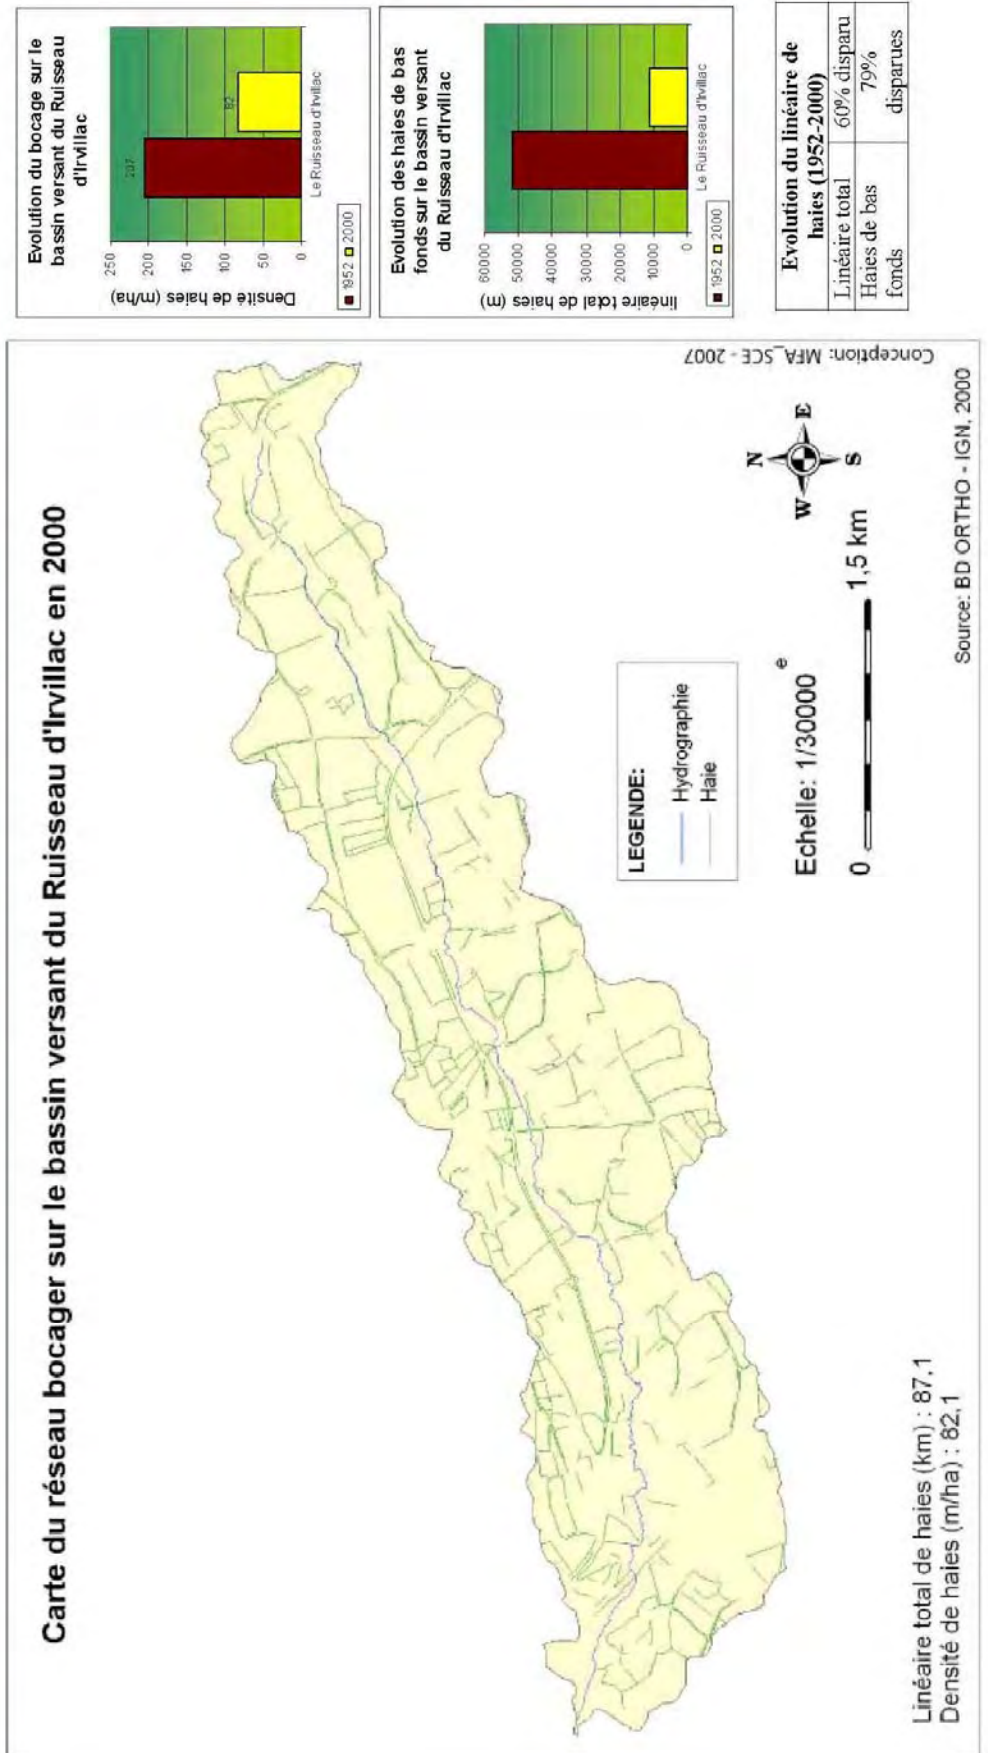 Carte du réseau bocager sur le bassin versant du Ruisseau d'Irvillac en 2000
LEGENDE:
Hydrographie
Haie
Echelle: 1/30000 e
0 1,5 km
N
W E
S
Linéaire total de haies (km) : 87,1
Densité de haies (m/ha) : 82,1
Source: BD ORTHO - IGN, 2000
Conception: MFA_SCE - 2007
Evolution du bocage sur le
bassin versant du Ruisseau
d'Irvillac
Densité de haies (m/ha)
250
200
150
100
50
0
207
82
Le Ruisseau d'Irvillac
1952 2000
Evolution des haies de bas
fonds sur le bassin versant
du Ruisseau d'Irvillac
linéaire total de haies (m)
60000
50000
40000
30000
20000
10000
0
Le Ruisseau d'Irvillac
1952 2000
Evolution du linéaire de
haies (1952-2000)
Linéaire total 60% disparu
Haies de bas 79%
fonds disparues